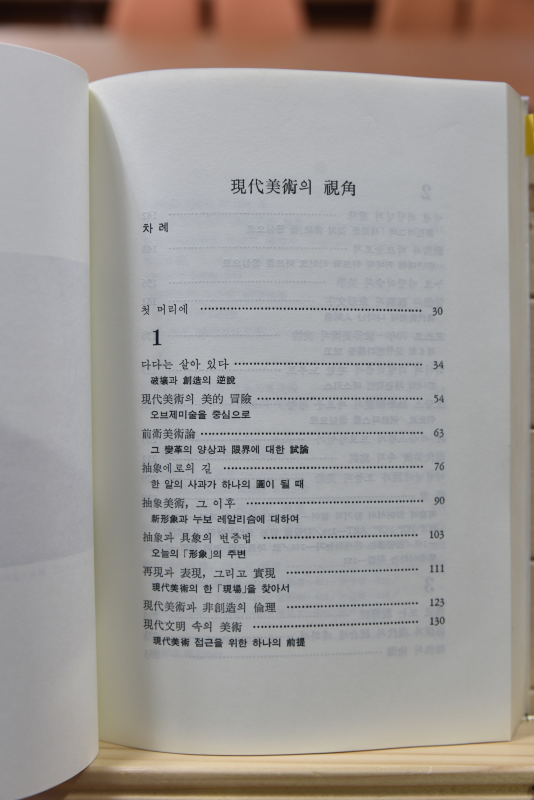 現代美術의 視角
차 례
첫 머리에 30
1
다다는 살아 있다 34
破壞과 創造의 逆說
現代美術의 美的 冒險 54
오브제미술을 중심으로
前衛美術論 63
그 變革의 양상과 限界에 대한 試論
抽象에로의 길 76
한 알의 사과가 하나의 圓이 될 때
抽象美術, 그 이후 90
新形象과 누보 레알리슴에 대하여
抽象과 具象의 변증법 103
오늘의 「形象」의 주변
再現과 表現, 그리고 實現 111
現代美術의 한 「現場」을 찾아서
現代美術과 非創造의 倫理 123
現代文明 속의 美術 130
現代美術 접근을 위한 하나의 前提